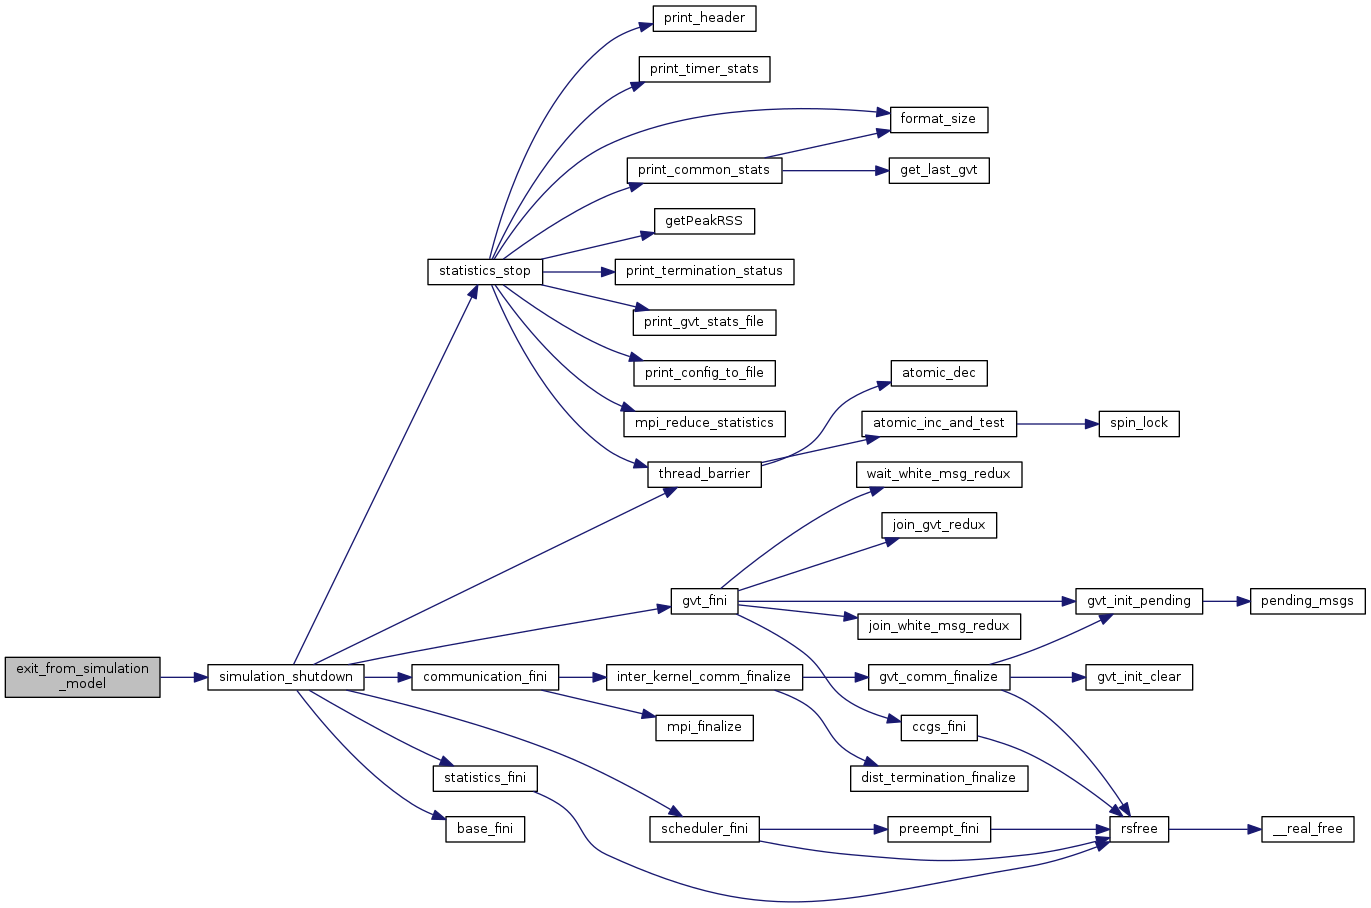 print_header
print_timer_stats
format_size
print_common_stats
get_last_gvt
getPeakRSS
statistics_stop
print_termination_status
print_gvt_stats_file
print_config_to_file
atomic_dec
mpi_reduce_statistics
atomic_inc_and_test
spin_lock
thread_barrier
wait_white_msg_redux
join_gvt_redux
gvt_fini
gvt_init_pending
pending_msgs
join_white_msg_redux
exit_from_simulation
_model
simulation_shutdown
communication_fini
inter_kernel_comm_finalize
gvt_comm_finalize
gvt_init_clear
mpi_finalize
ccgs_fini
statistics_fini
dist_termination_finalize
base_fini
scheduler_fini
preempt_fini
rsfree
__real_free